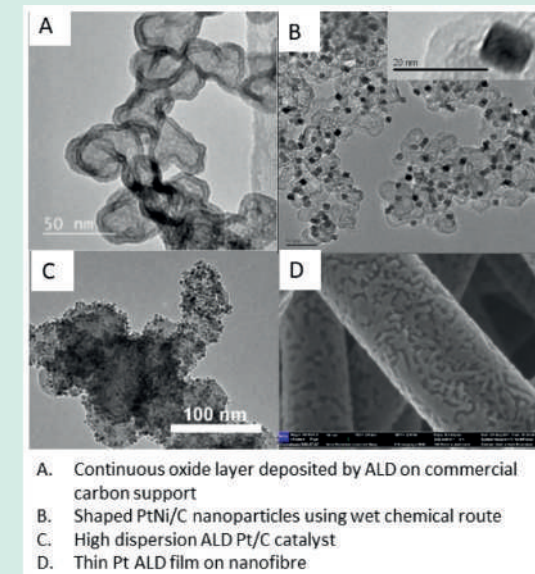 A
B
20 nm
50 nm
C
D
100 nm
A. Continuous oxide layer deposited by ALD on commercial
carbon support
B. Shaped PtNi/C nanoparticles using wet chemical route
C. High dispersion ALD Pt/C catalyst
D. Thin Pt ALD film on nanofibre